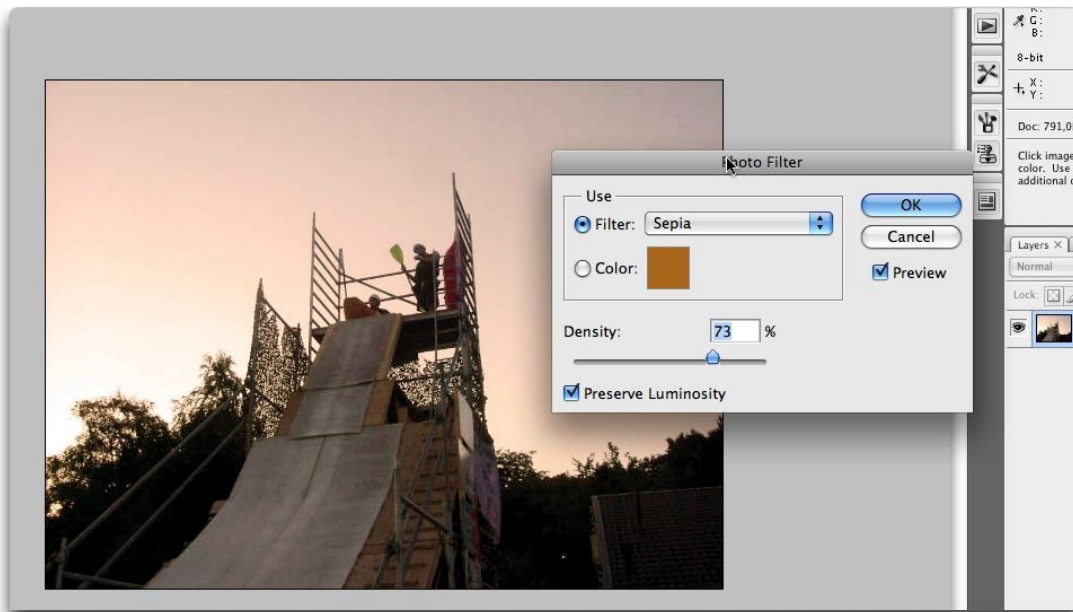 G:
B:
8-bit
X:
Y:
Doc: 791,0
Click image
color. Use
additional
Photo Filter
Use
Filter: Sepia
OK
Cancel
Color:
Preview
Density: 73 %
Preserve Luminosity
Layers ×
Normal
Lock: